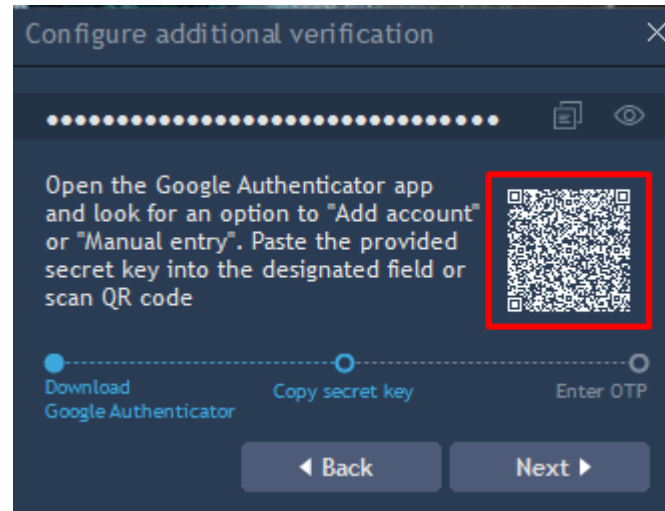 Configure additional verification
Open the Google Authenticator app
and look for an option to "Add account"
or "Manual entry". Paste the provided
secret key into the designated field or
scan QR code
Download
Google Authenticator
Copy secret key
Enter OTP
Back
Next